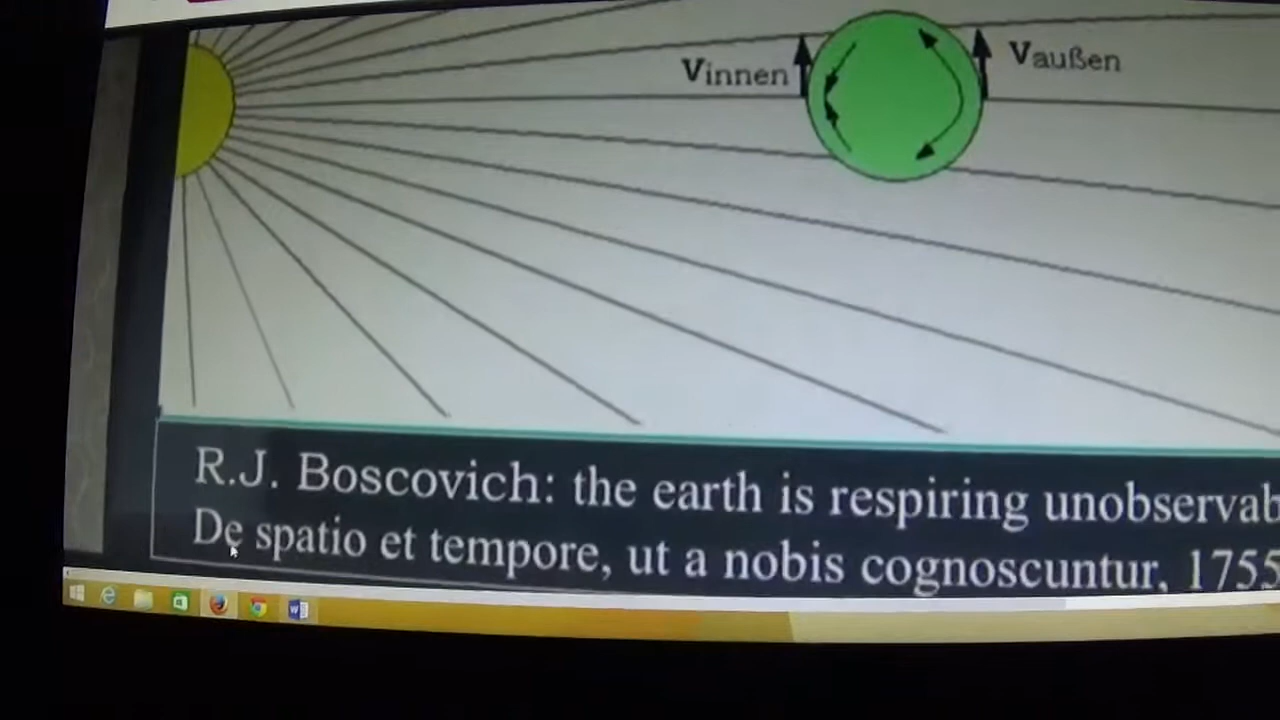 Vinnen
Vaußen
R.J. Boscovich: the earth is respiring
De spatio et tempore, ut a nobis cognoscuntur, 1755